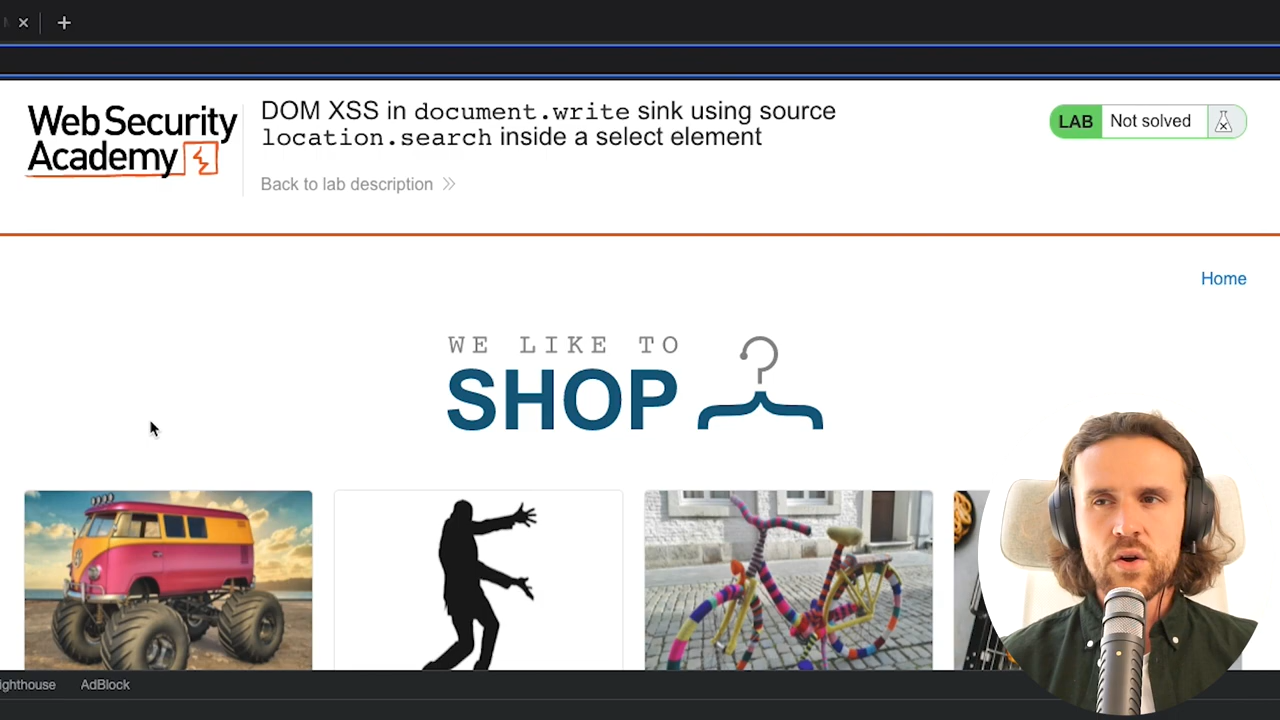 Web Security
Academy
DOM XSS in document.write sink using source
location.search inside a select element
Back to lab description
LAB
Not solved
Home
WE LIKE TO
SHOP
ighthouse
AdBlock